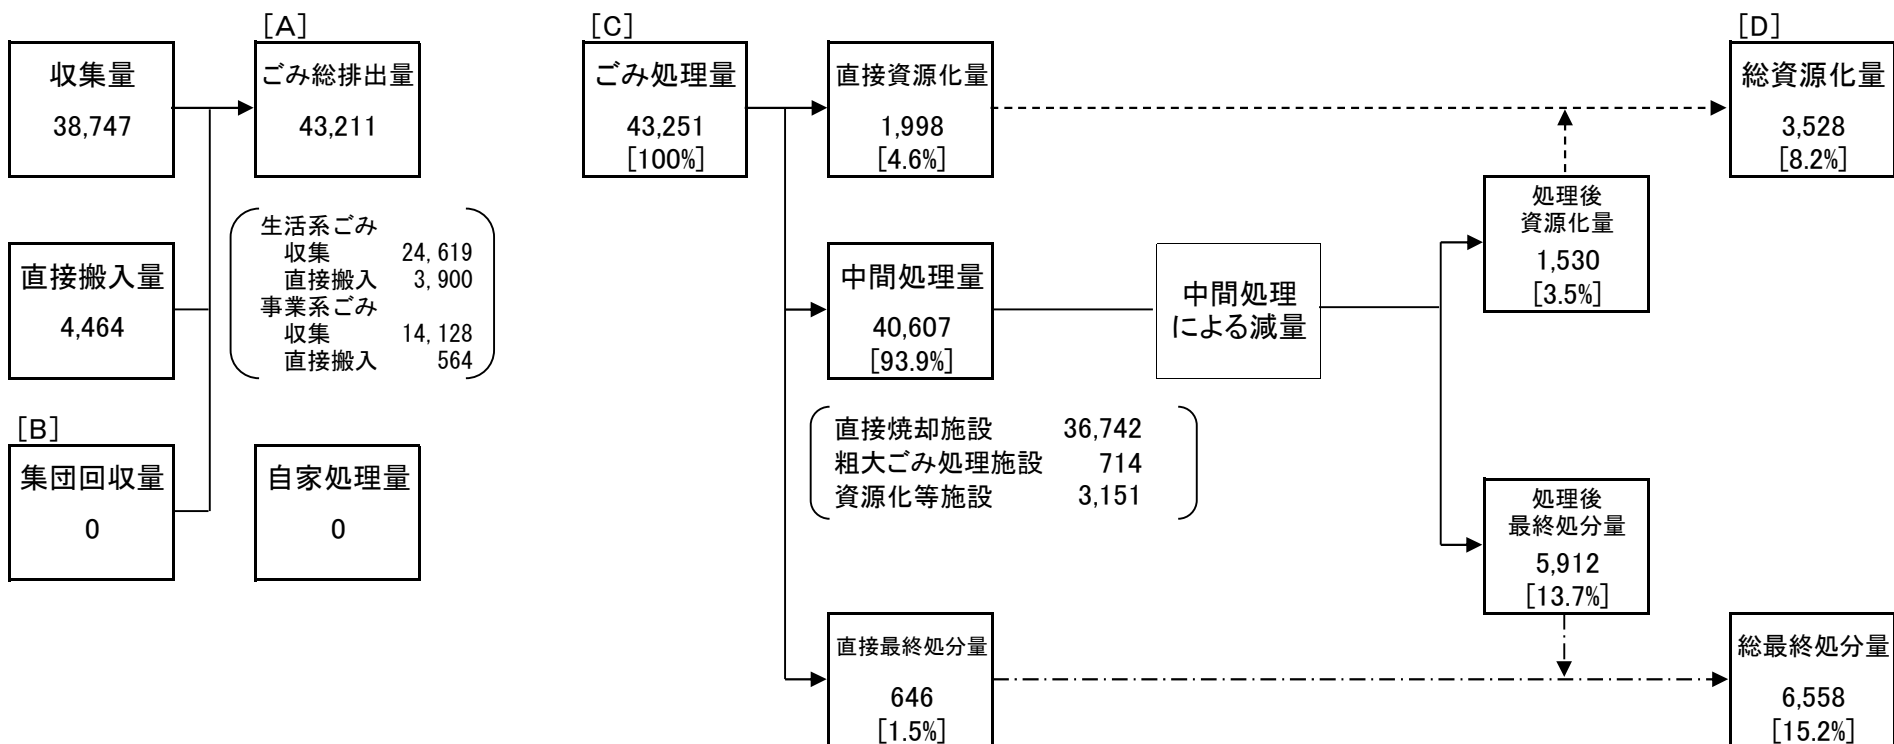 [A]
[C]
[D]
収集量
38,747
ごみ総排出量
43,211
ごみ処理量
43,251
[100%]
直接資源化量
1,998
[4.6%]
総資源化量
3,528
[8.2%]
処理後
資源化量
1,530
[3.5%]
直接搬入量
4,464
生活系ごみ
収集 24,619
直接搬入 3,900
事業系ごみ
収集 14,128
直接搬入 564
中間処理量
40,607
[93.9%]
中間処理
による減量
[B]
集団回収量
0
自家処理量
0
直接焼却施設 36,742
粗大ごみ処理施設 714
資源化等施設 3,151
処理後
最終処分量
5,912
[13.7%]
直接最終処分量
646
[1.5%]
総最終処分量
6,558
[15.2%]